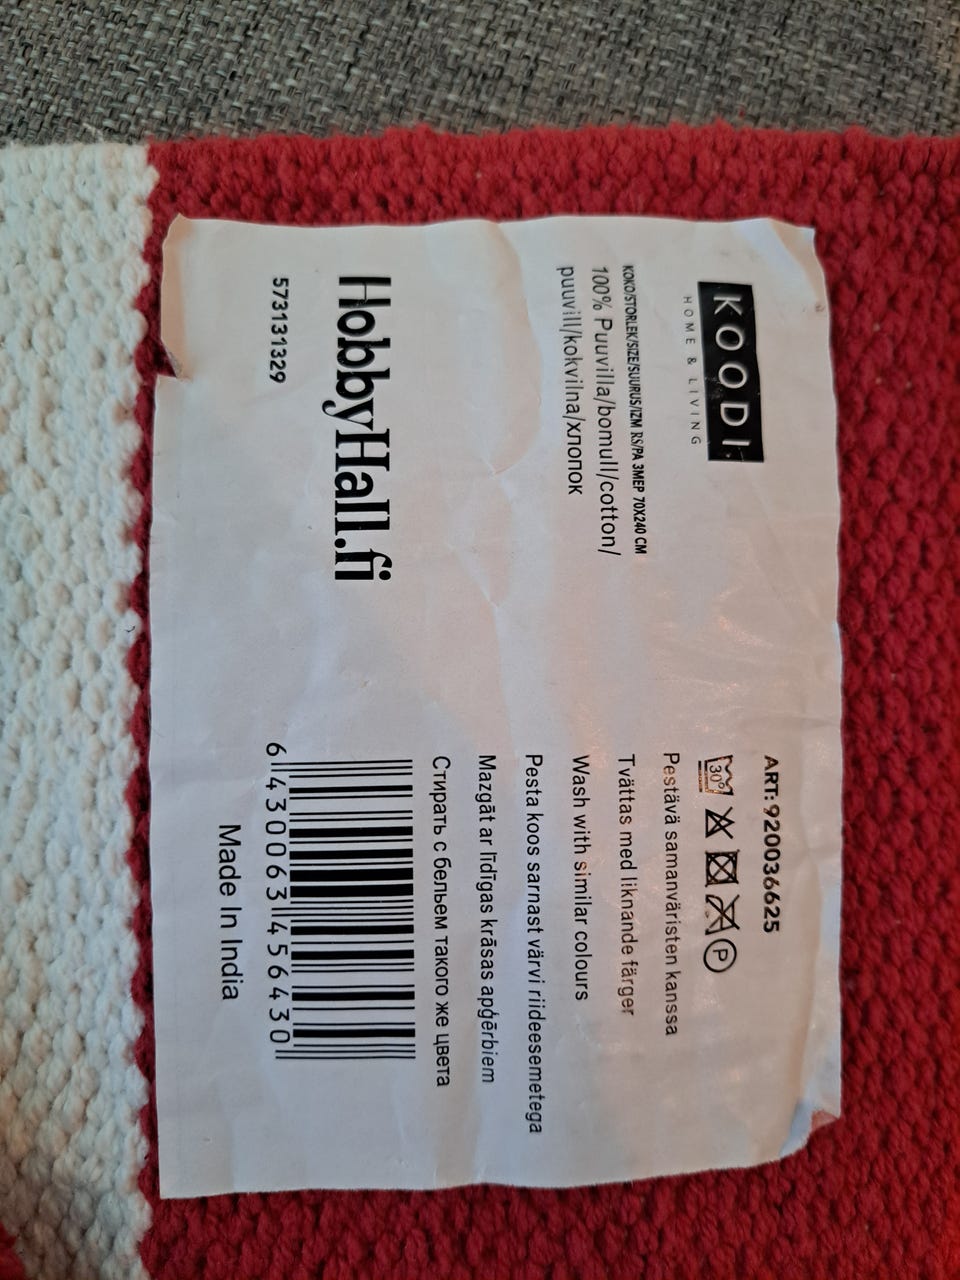 KOODI.
HOME & LIVING
KOKO/STORLEK/SIZE/SUURUS/IZM RS/PA 3MEP 70X240 CM
100% Puuvilla/bomull/cotton/
puuvill/kokvilna/хлопок
HobbyHall.fi
573131329
ART: 920036625
30°
P
Pestävä samanväristen kanssa
Tvättas med liknande färger
Wash with similar colours
Pesta koos sarnast värvi riideesemetega
Mazgāt ar līdīgas krāsas apģērbiem
Стирать с бельем такого же цвета
6 430063 456430
Made In India